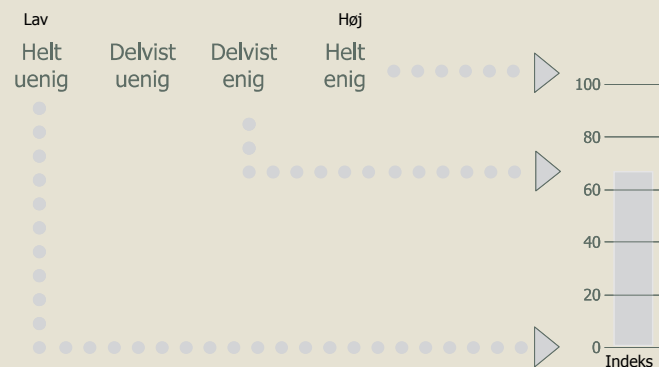 Lav Høj
Helt Delvist Delvist Helt
uenig uenig enig enig
100
80
60
40
20
0
Indeks